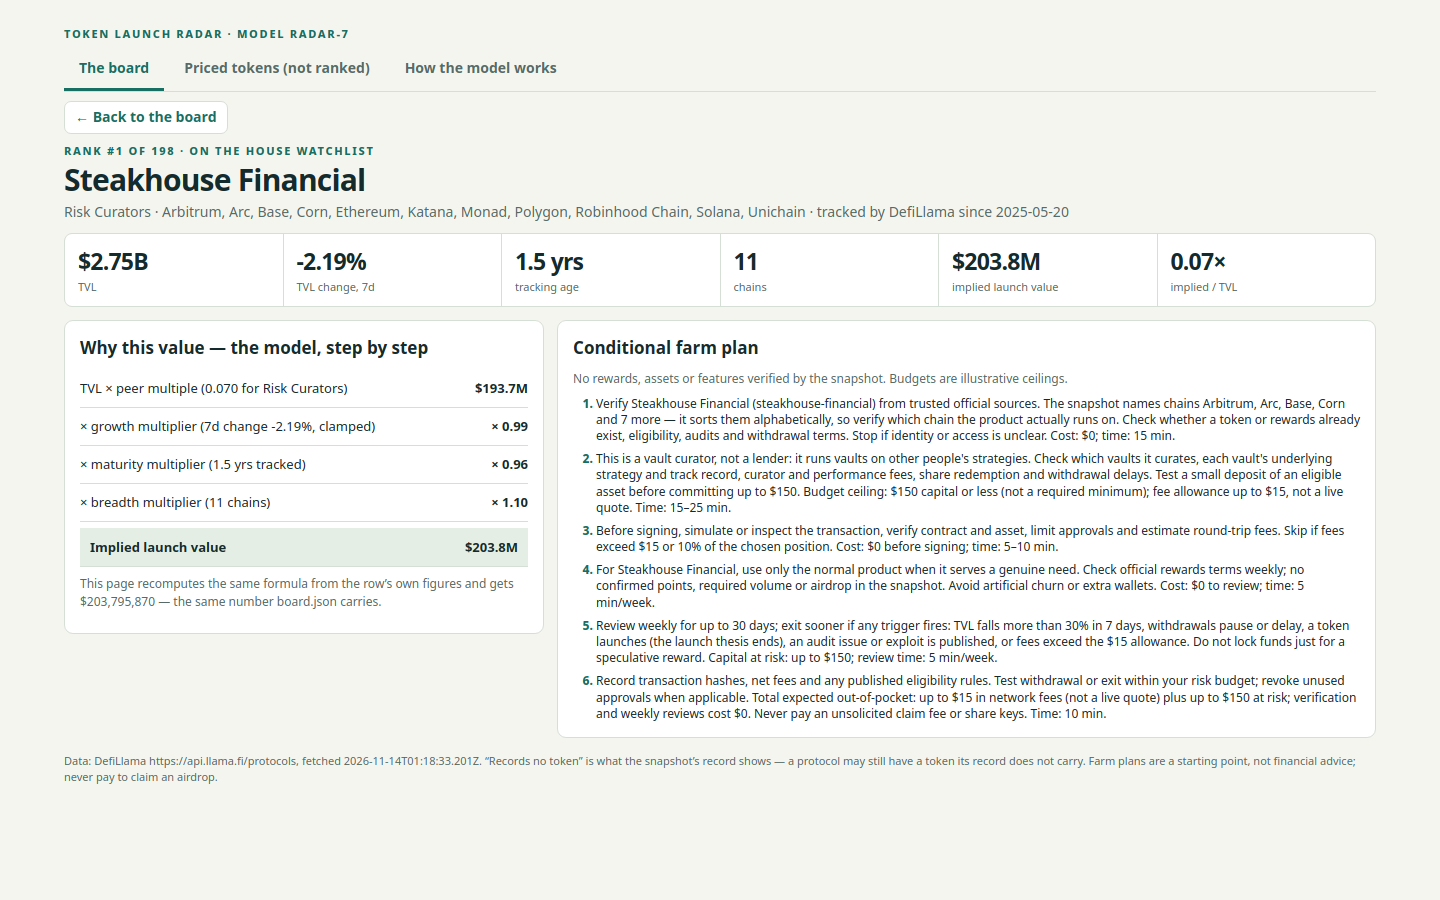 TOKEN LAUNCH RADAR · MODEL RADAR-7
The board
Priced tokens (not ranked)
How the model works
← Back to the board
RANK #1 OF 198 · ON THE HOUSE WATCHLIST
Steakhouse Financial
Risk Curators · Arbitrum, Arc, Base, Corn, Ethereum, Katana, Monad, Polygon, Robinhood Chain, Solana, Unichain · tracked by DefiLlama since 2025-05-20
$2.75B
TVL
-2.19%
TVL change, 7d
1.5 yrs
tracking age
11
chains
$203.8M
implied launch value
0.07×
implied / TVL
Why this value — the model, step by step
TVL × peer multiple (0.070 for Risk Curators) $193.7M
× growth multiplier (7d change -2.19%, clamped) × 0.99
× maturity multiplier (1.5 yrs tracked) × 0.96
× breadth multiplier (11 chains) × 1.10
Implied launch value $203.8M
This page recomputes the same formula from the row's own figures and gets
$203,795,870 — the same number board.json carries.
Conditional farm plan
No rewards, assets or features verified by the snapshot. Budgets are illustrative ceilings.
1. Verify Steakhouse Financial (steakhouse-financial) from trusted official sources. The snapshot names chains Arbitrum, Arc, Base, Corn
and 7 more — it sorts them alphabetically, so verify which chain the product actually runs on. Check whether a token or rewards already
exist, eligibility, audits and withdrawal terms. Stop if identity or access is unclear. Cost: $0; time: 15 min.
2. This is a vault curator, not a lender: it runs vaults on other people's strategies. Check which vaults it curates, each vault's underlying
strategy and track record, curator and performance fees, share redemption and withdrawal delays. Test a small deposit of an eligible
asset before committing up to $150. Budget ceiling: $150 capital or less (not a required minimum); fee allowance up to $15, not a live
quote. Time: 15–25 min.
3. Before signing, simulate or inspect the transaction, verify contract and asset, limit approvals and estimate round-trip fees. Skip if fees
exceed $15 or 10% of the chosen position. Cost: $0 before signing; time: 5–10 min.
4. For Steakhouse Financial, use only the normal product when it serves a genuine need. Check official rewards terms weekly; no
confirmed points, required volume or airdrop in the snapshot. Avoid artificial churn or extra wallets. Cost: $0 to review; time: 5
min/week.
5. Review weekly for up to 30 days; exit sooner if any trigger fires: TVL falls more than 30% in 7 days, withdrawals pause or delay, a token
launches (the launch thesis ends), an audit issue or exploit is published, or fees exceed the $15 allowance. Do not lock funds just for a
speculative reward. Capital at risk: up to $150; review time: 5 min/week.
6. Record transaction hashes, net fees and any published eligibility rules. Test withdrawal or exit within your risk budget; revoke unused
approvals when applicable. Total expected out-of-pocket: up to $15 in network fees (not a live quote) plus up to $150 at risk; verification
and weekly reviews cost $0. Never pay an unsolicited claim fee or share keys. Time: 10 min.
Data: DefiLlama https://api.llama.fi/protocols, fetched 2026-11-14T01:18:33.201Z. “Records no token” is what the snapshot's record shows — a protocol may still have a token its record does not carry. Farm plans are a starting point, not financial advice;
never pay to claim an airdrop.